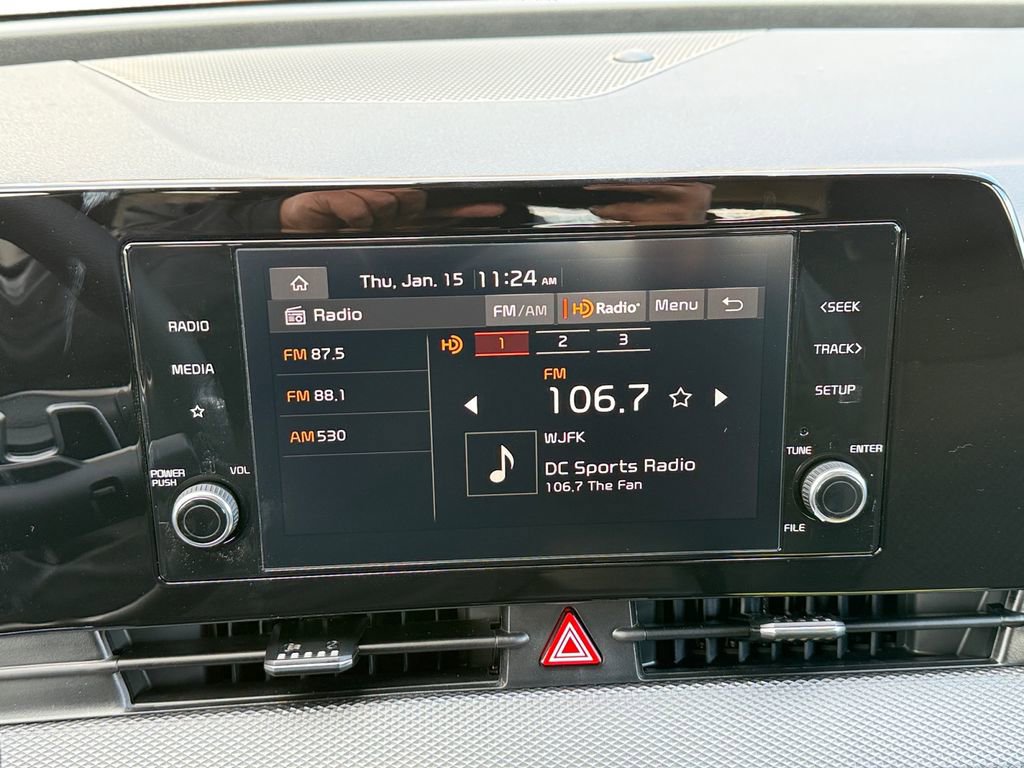 Thu, Jan. 15 11:24 AM
Radio FM/AM HD Radio Menu
RADIO
MEDIA
POWER
PUSH
VOL
FM 87.5
FM 88.1
AM 530
HD 1 2 3
FM
106.7
WJFK
DC Sports Radio
106.7 The Fan
<SEEK
TRACK>
SETUP
TUNE
ENTER
FILE